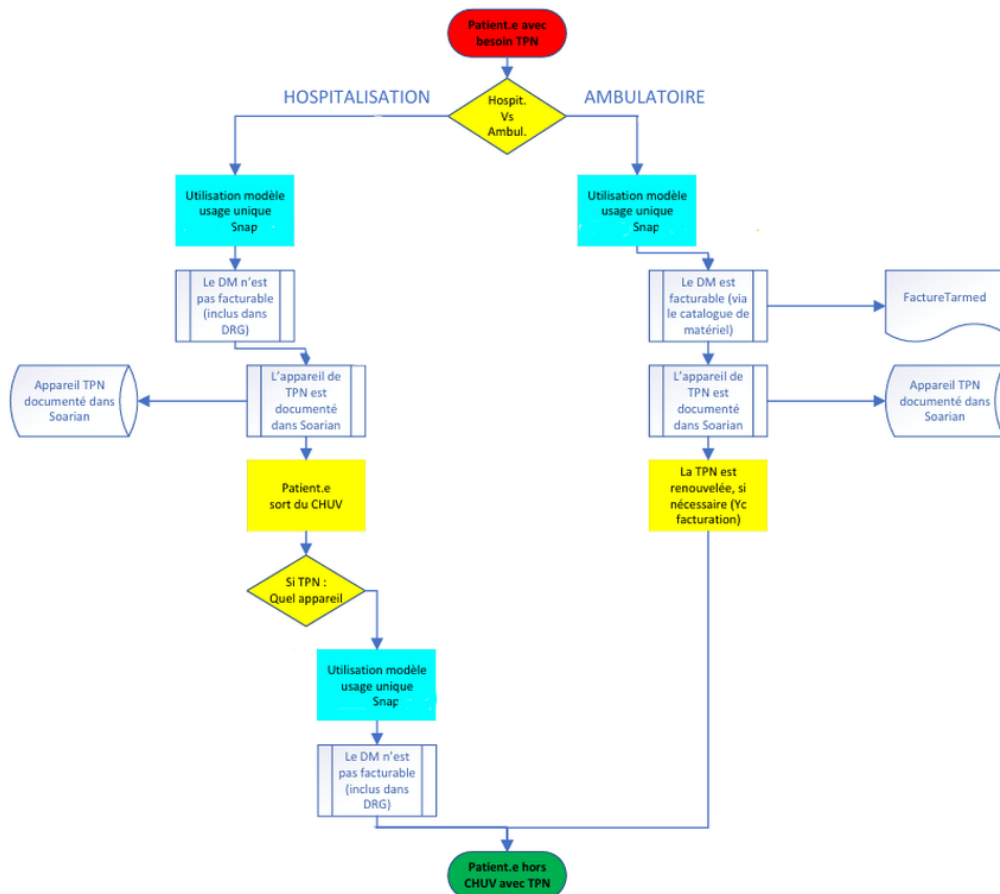 Patient.e avec
besoin TPN
HOSPITALISATION
AMBULATOIRE
Hospit.
Vs
Ambul.
Utilisation modèle
usage unique
Snap
Utilisation modèle
usage unique
Snap
Le DM n'est
pas facturable
(inclus dans
DRG)
Le DM est
facturable (via
le catalogue de
matériel)
FactureTarmed
Appareil TPN
documenté dans
Soarian
L'appareil de
TPN est
documenté
dans Soarian
L'appareil de
TPN est
documenté
dans Soarian
Appareil TPN
documenté dans
Soarian
Patient.e
sort du CHUV
La TPN est
renouvelée, si
nécessaire (Yc
facturation)
Si TPN :
Quel appareil
Utilisation modèle
usage unique
Snap
Le DM n'est
pas facturable
(inclus dans
DRG)
Patient.e hors
CHUV avec TPN